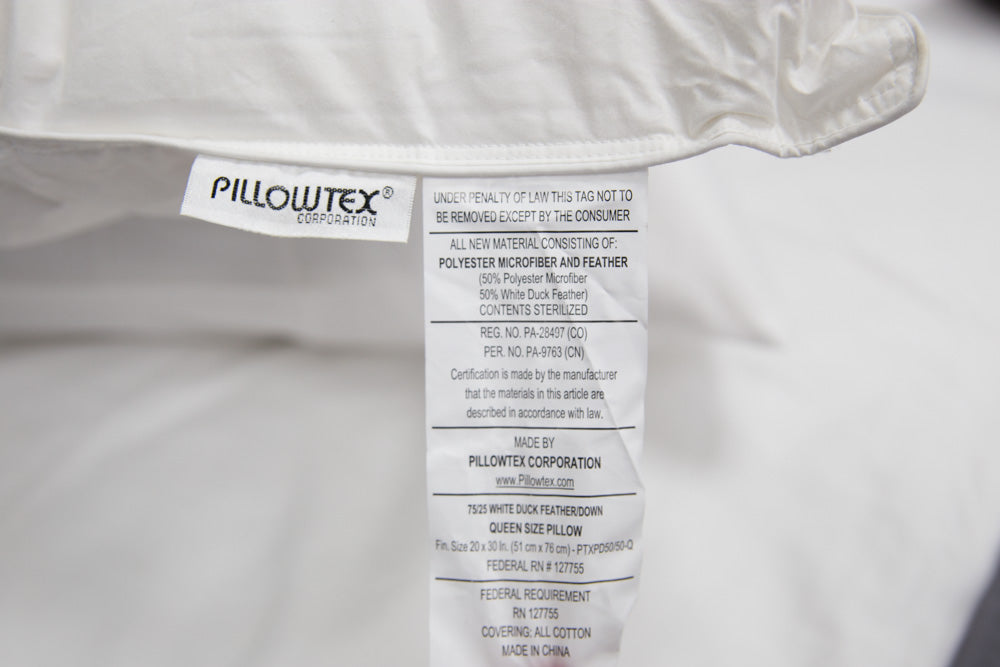 PILLOWTEX®
CORPORATION
UNDER PENALTY OF LAW THIS TAG NOT TO
BE REMOVED EXCEPT BY THE CONSUMER
ALL NEW MATERIAL CONSISTING OF:
POLYESTER MICROFIBER AND FEATHER
(50% Polyester Microfiber
50% White Duck Feather)
CONTENTS STERILIZED
REG. NO. PA-28497 (CO)
PER. NO. PA-9763 (CN)
Certification is made by the manufacturer
that the materials in this article are
described in accordance with law.
MADE BY
PILLOWTEX CORPORATION
www.Pillowtex.com
75/25 WHITE DUCK FEATHER/DOWN
QUEEN SIZE PILLOW
Fin. Size 20 x 30 In. (51 cm x 76 cm) - PTXPD50/50-Q
FEDERAL RN # 127755
FEDERAL REQUIREMENT
RN 127755
COVERING: ALL COTTON
MADE IN CHINA